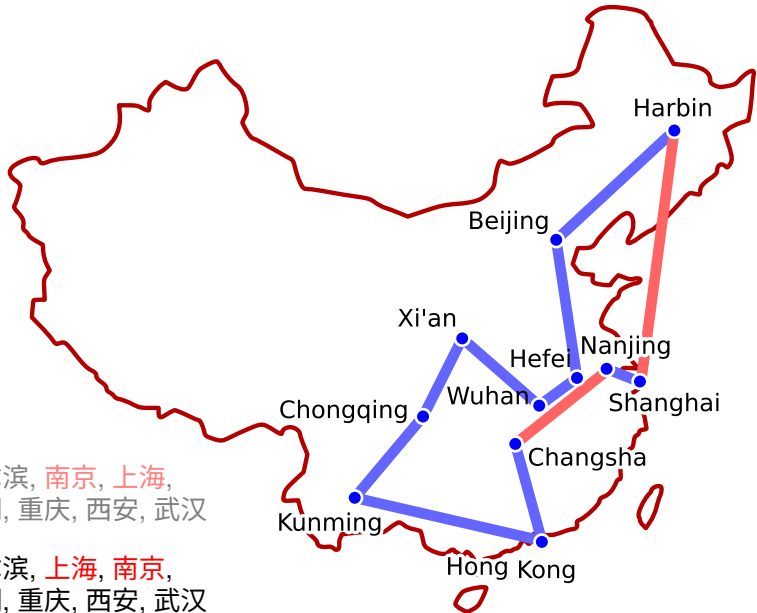 Harbin
Beijing
Xi'an
Nanjing
Hefei
Wuhan
Shanghai
Chongqing
Changsha
滨, 南京, 上海,
Kunming
, 重庆, 西安, 武汉
Hong Kong
滨, 上海, 南京,
, 重庆, 西安, 武汉